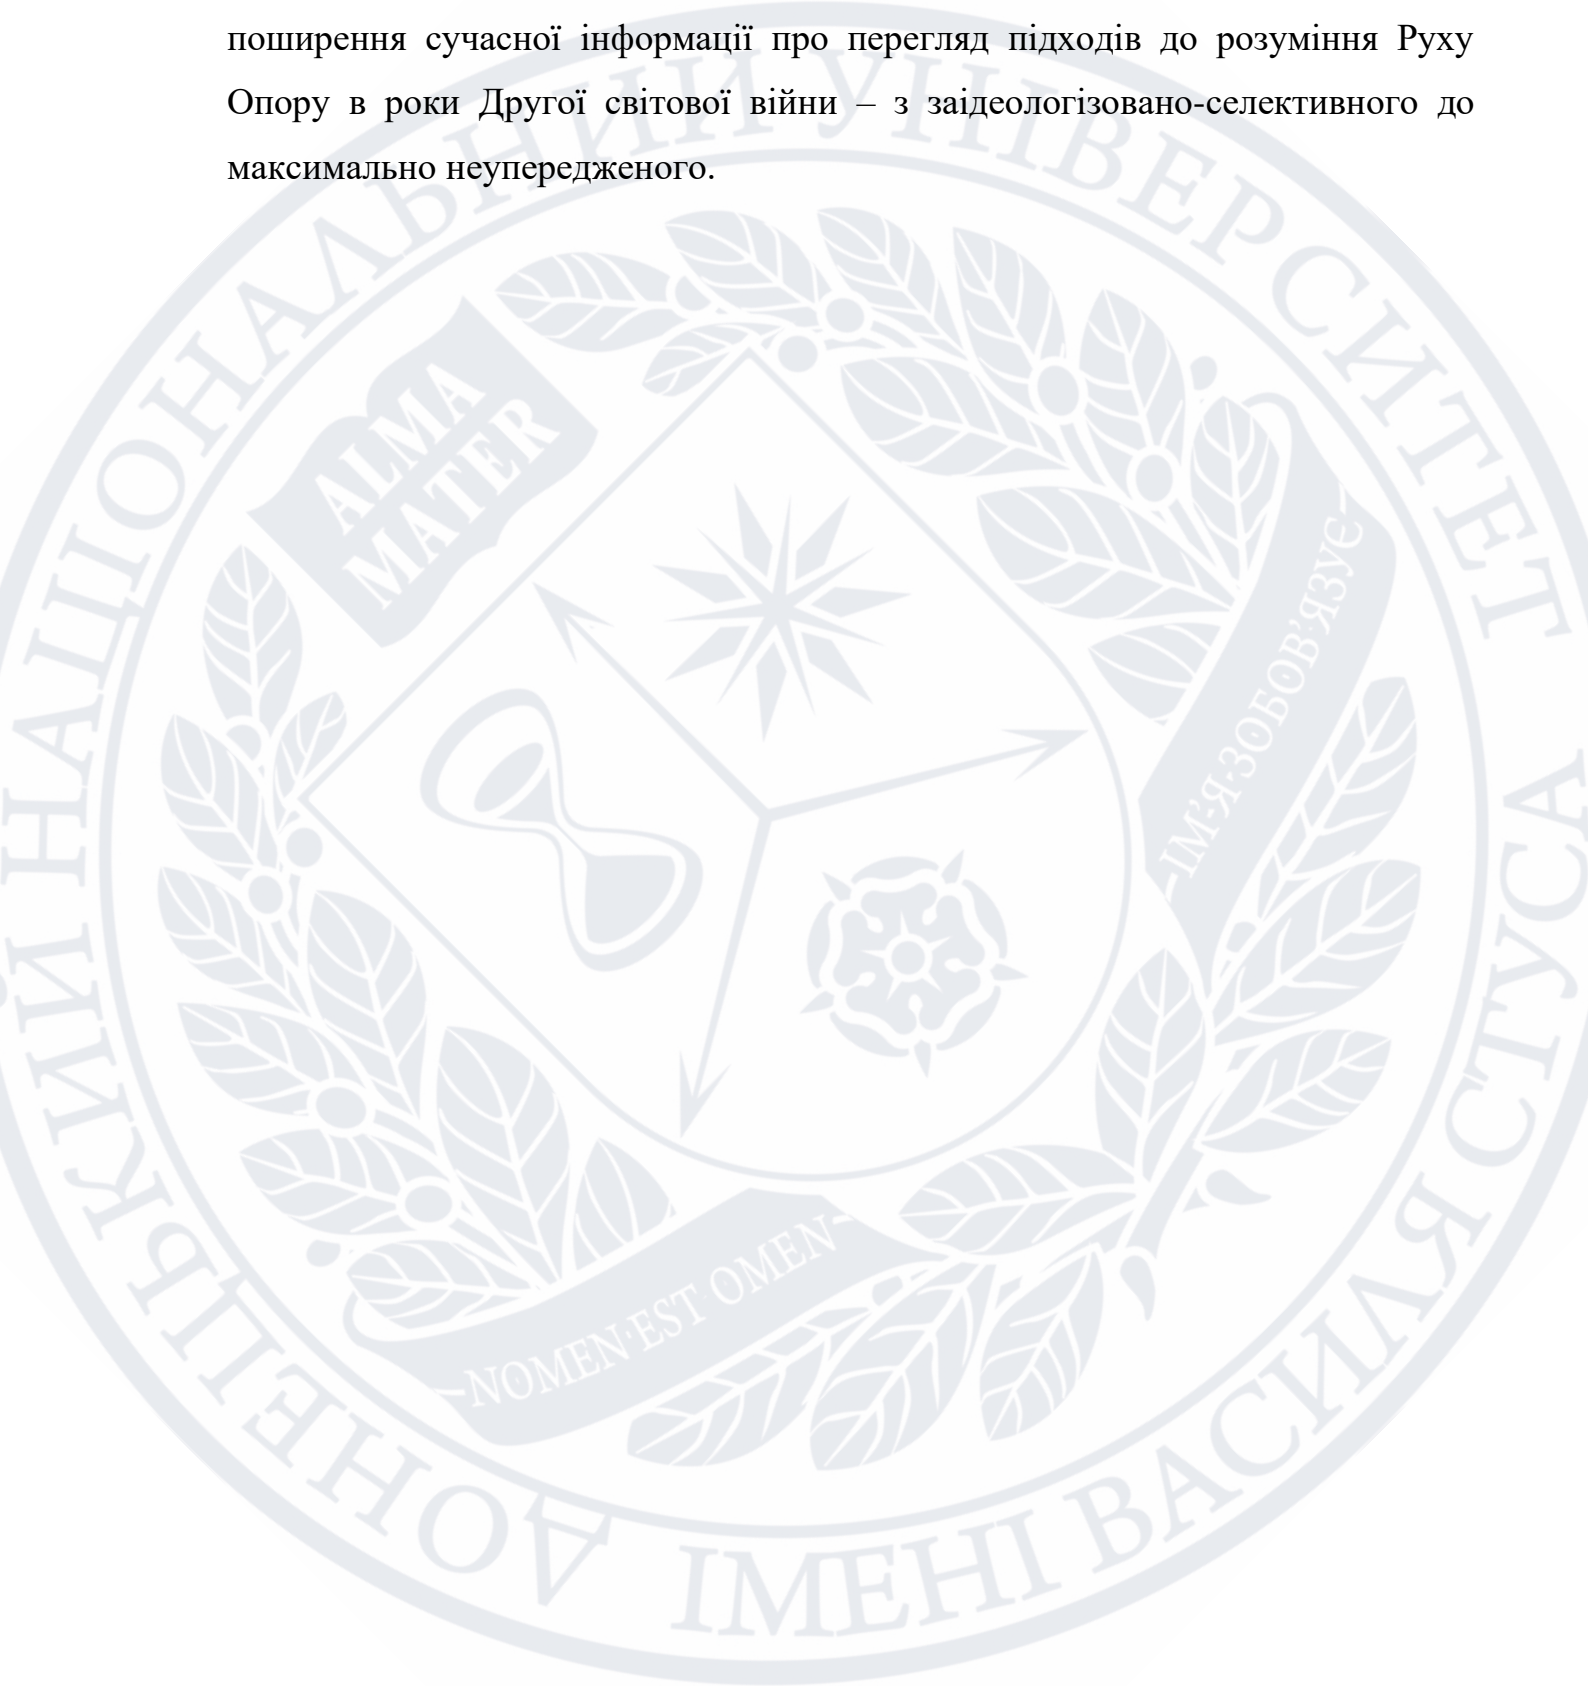 поширення сучасної інформації про перегляд підходів до розуміння Руху
Опору в роки Другої світової війни – з заідеологізовано-селективного до
максимально неупередженого.
ДОНЕЦЬКИЙ НАЦІОНАЛЬНИЙ УНІВЕРСИТЕТ
ІМЕНІ ВАСИЛЯ СТУСА
ALMA
MATER
ІМ'Я ЗОБОВ'ЯЗУЄ
NOMEN EST OMEN